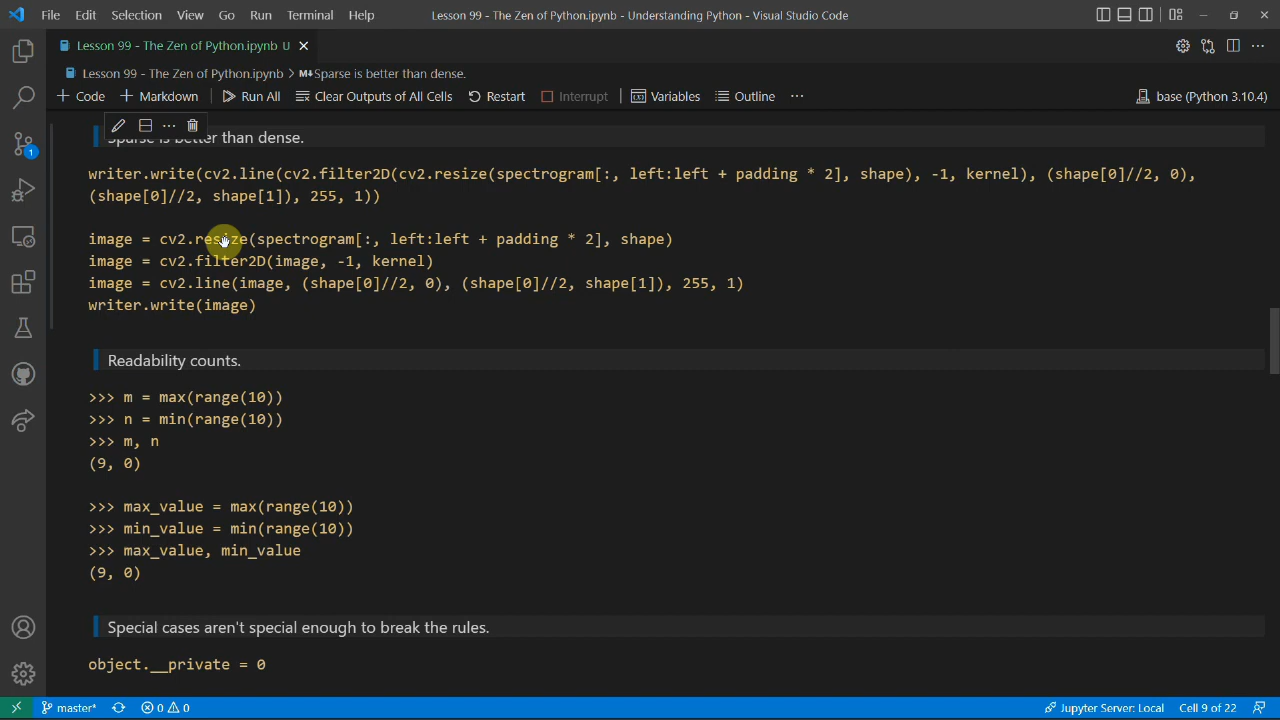 File Edit Selection View Go Run Terminal Help Lesson 99 - The Zen of Python.ipynb - Understanding Python - Visual Studio Code
Lesson 99 - The Zen of Python.ipynb U
Lesson 99 - The Zen of Python.ipynb > M↓ Sparse is better than dense.
+ Code + Markdown Run All Clear Outputs of All Cells Restart Interrupt Variables Outline ··· base (Python 3.10.4)
Sparse is better than dense.
writer.write(cv2.line(cv2.filter2D(cv2.resize(spectrogram[:, left:left + padding * 2], shape), -1, kernel), (shape[0]//2, 0),
(shape[0]//2, shape[1]), 255, 1))
image = cv2.resize(spectrogram[:, left:left + padding * 2], shape)
image = cv2.filter2D(image, -1, kernel)
image = cv2.line(image, (shape[0]//2, 0), (shape[0]//2, shape[1]), 255, 1)
writer.write(image)
Readability counts.
>>> m = max(range(10))
>>> n = min(range(10))
>>> m, n
(9, 0)
>>> max_value = max(range(10))
>>> min_value = min(range(10))
>>> max_value, min_value
(9, 0)
Special cases aren't special enough to break the rules.
object.__private = 0
1
master* 0 0 Jupyter Server: Local Cell 9 of 22